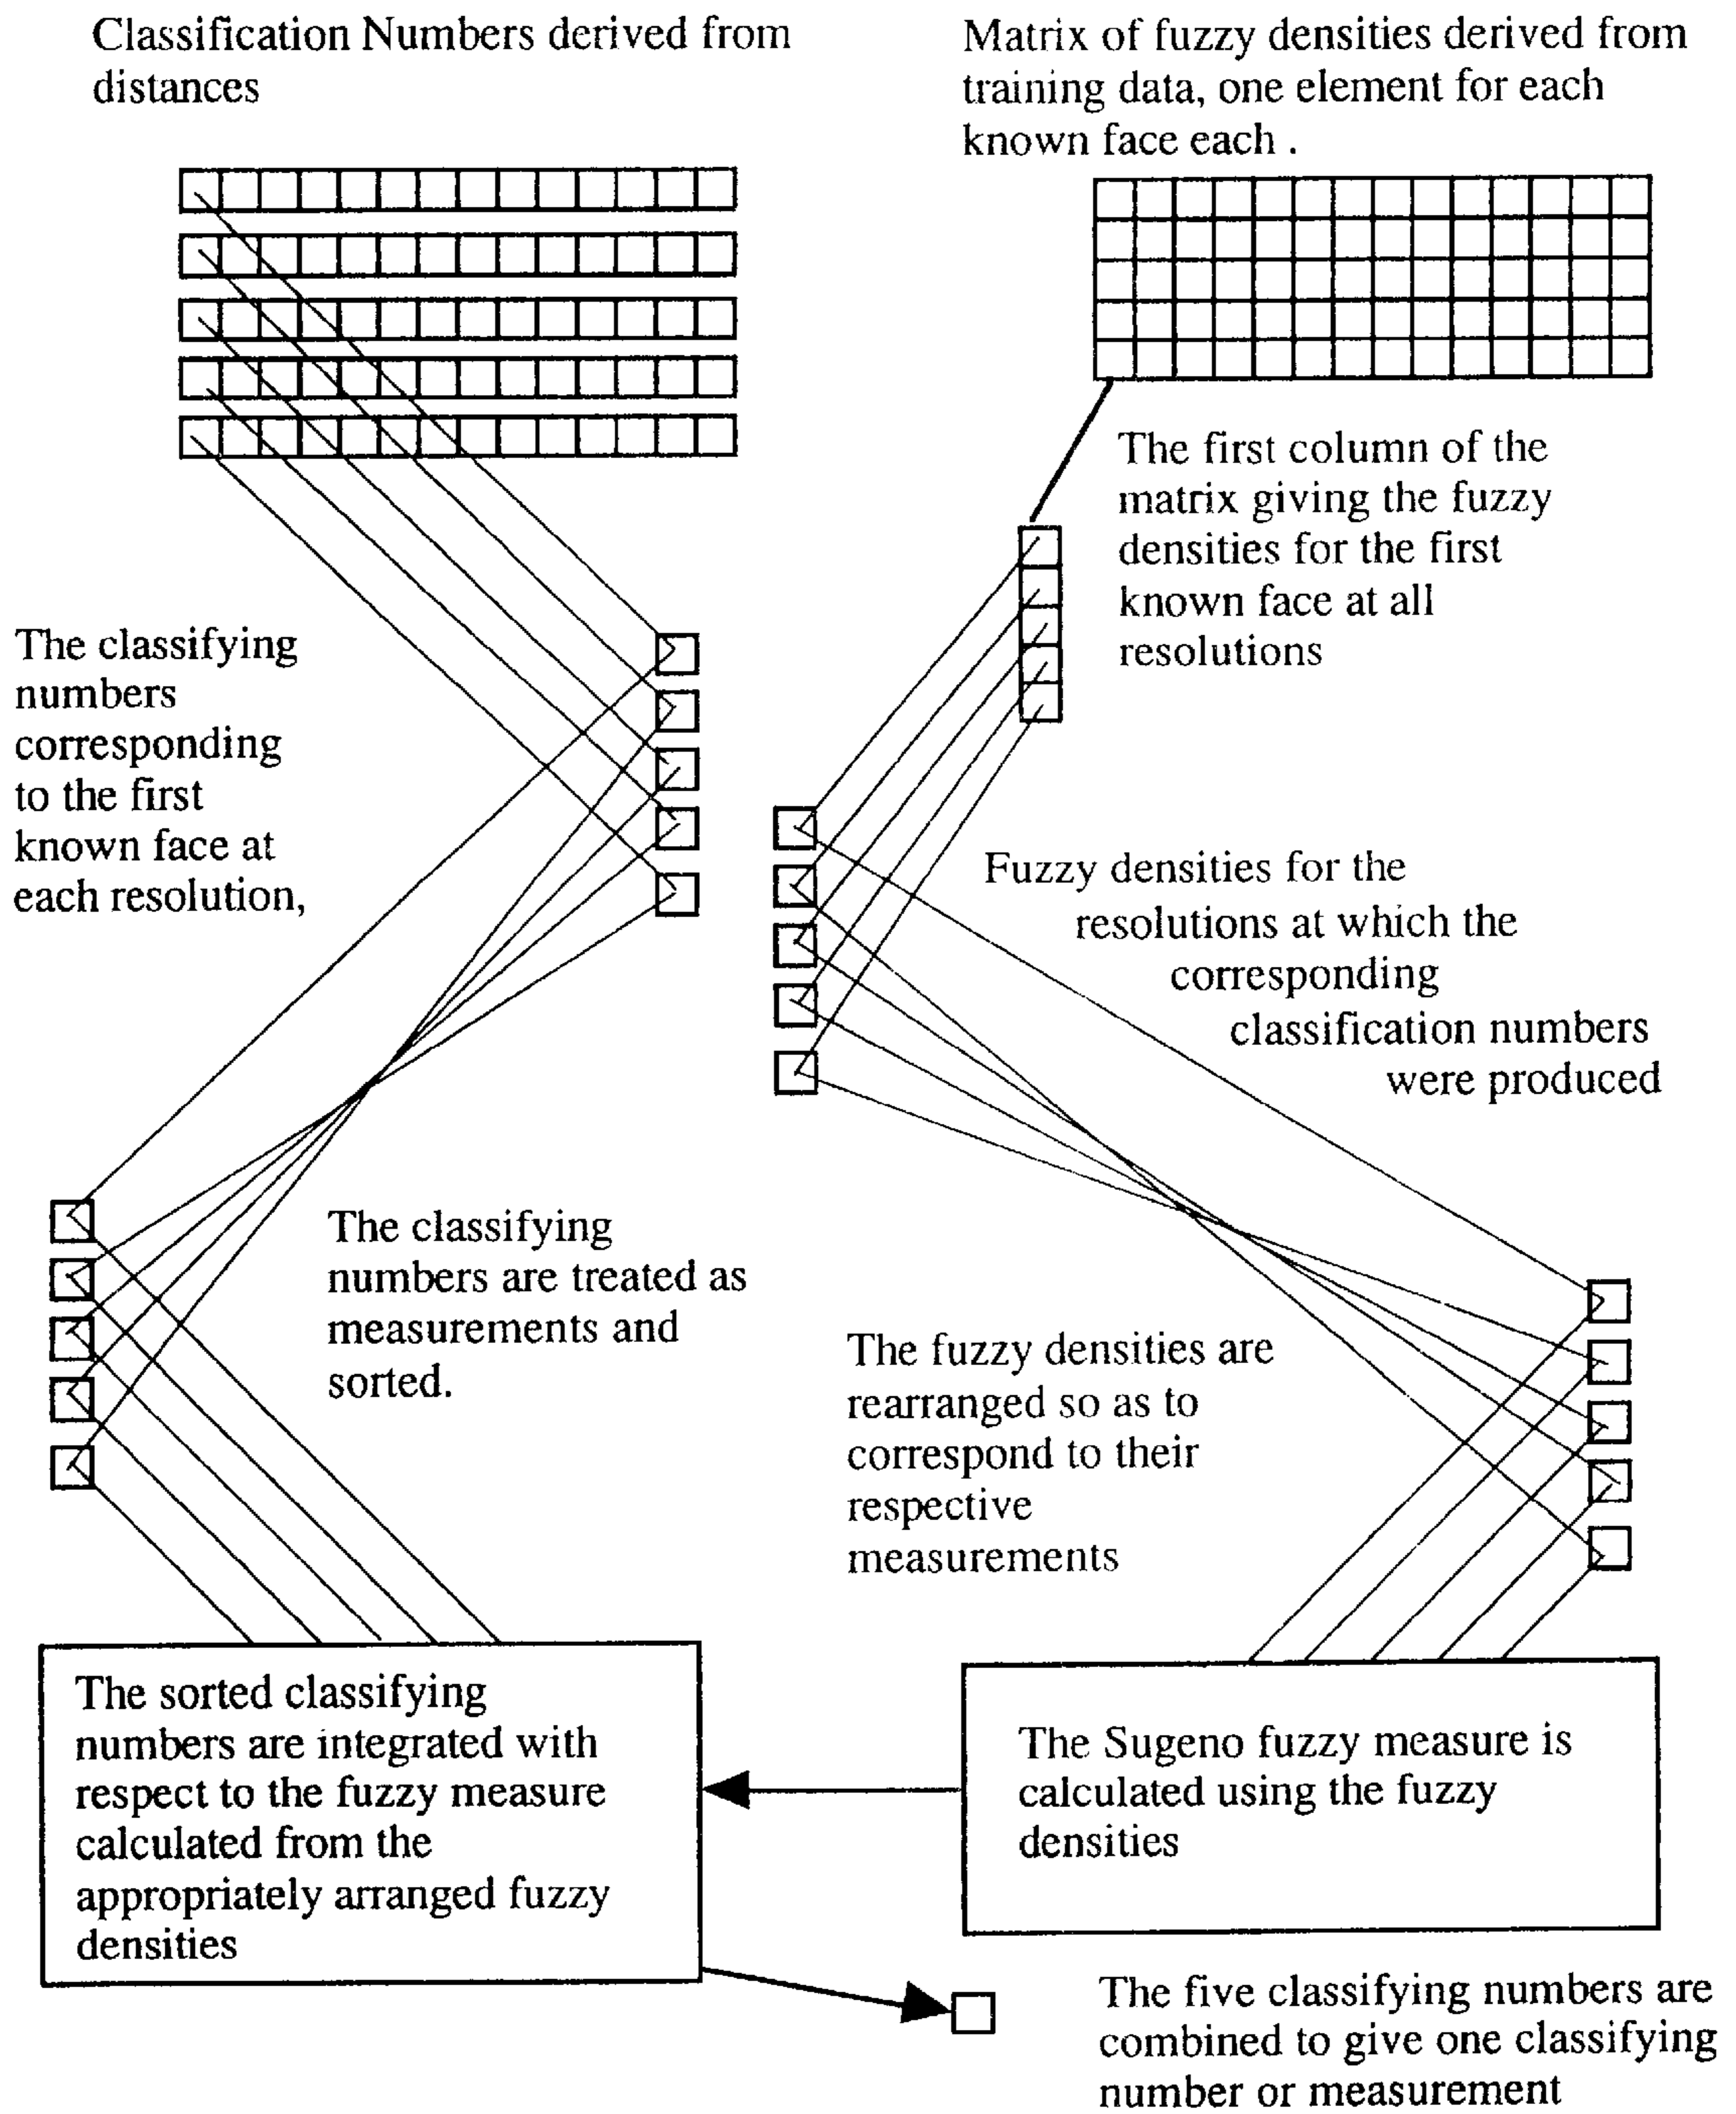 Classification Numbers derived from
distances
Matrix of fuzzy densities derived from
training data, one element for each
known face each .
The first column of the
matrix giving the fuzzy
densities for the first
known face at all
resolutions
The classifying
numbers
corresponding
to the first
known face at
each resolution,
Fuzzy densities for the
resolutions at which the
corresponding
classification numbers
were produced
The classifying
numbers are treated as
measurements and
sorted.
The fuzzy densities are
rearranged so as to
correspond to their
respective
measurements
The sorted classifying
numbers are integrated with
respect to the fuzzy measure
calculated from the
appropriately arranged fuzzy
densities
The Sugeno fuzzy measure is
calculated using the fuzzy
densities
The five classifying numbers are
combined to give one classifying
number or measurement